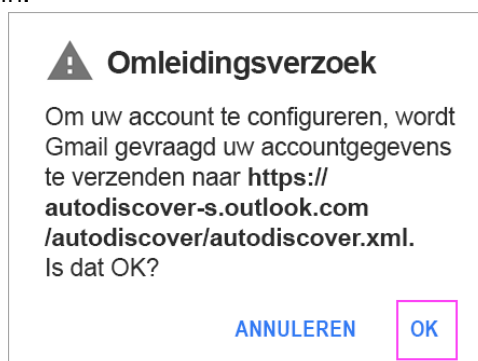 Omleidingsverzoek
Om uw account te configureren, wordt
Gmail gevraagd uw accountgegevens
te verzenden naar https://
autodiscover-s.outlook.com
/autodiscover/autodiscover.xml.
Is dat OK?
ANNULEREN OK